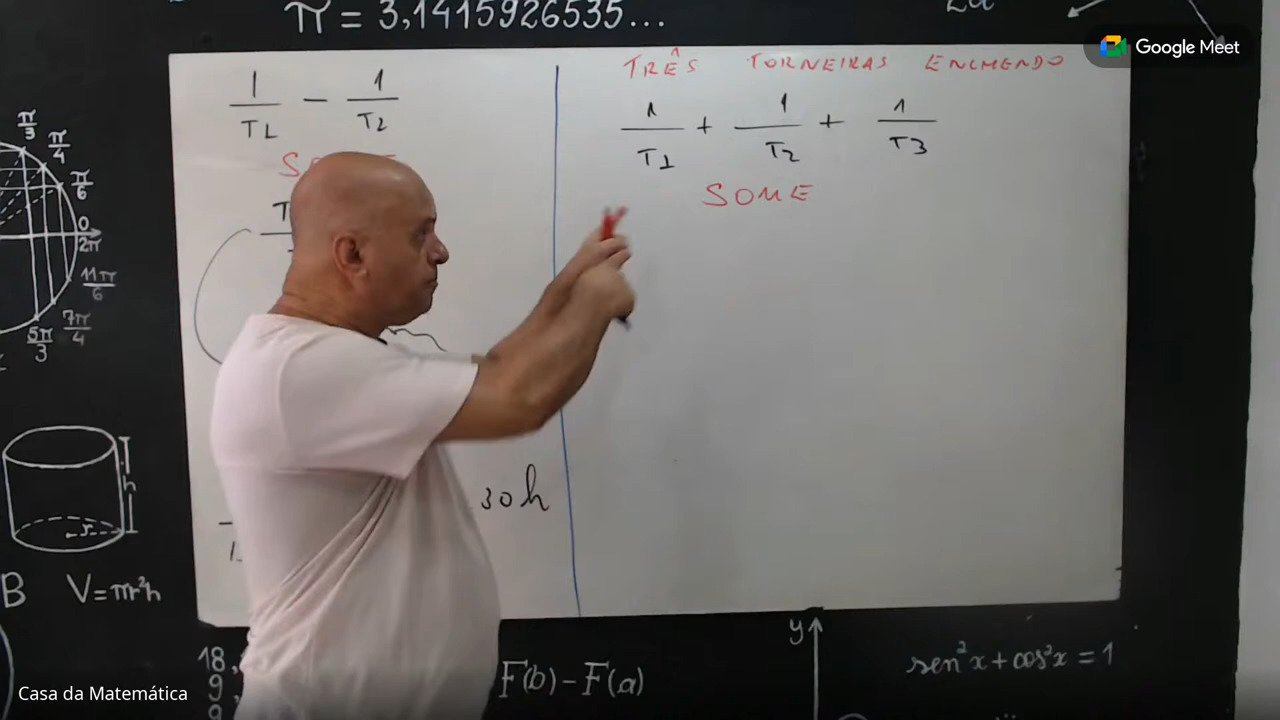 π = 3,1415926535...
Google Meet
TRÊS TORNEIRAS ENCHENDO
1/T1 - 1/T2
1/T1 + 1/T2 + 1/T3
SOME
π/3
π/4
π/6
0
2π
11π/6
7π/4
5π/3
30h
h
r
B V=πr²h
y
18,
9,
F(b)-F(a)
sen²x+cos²x=1
Casa da Matemática